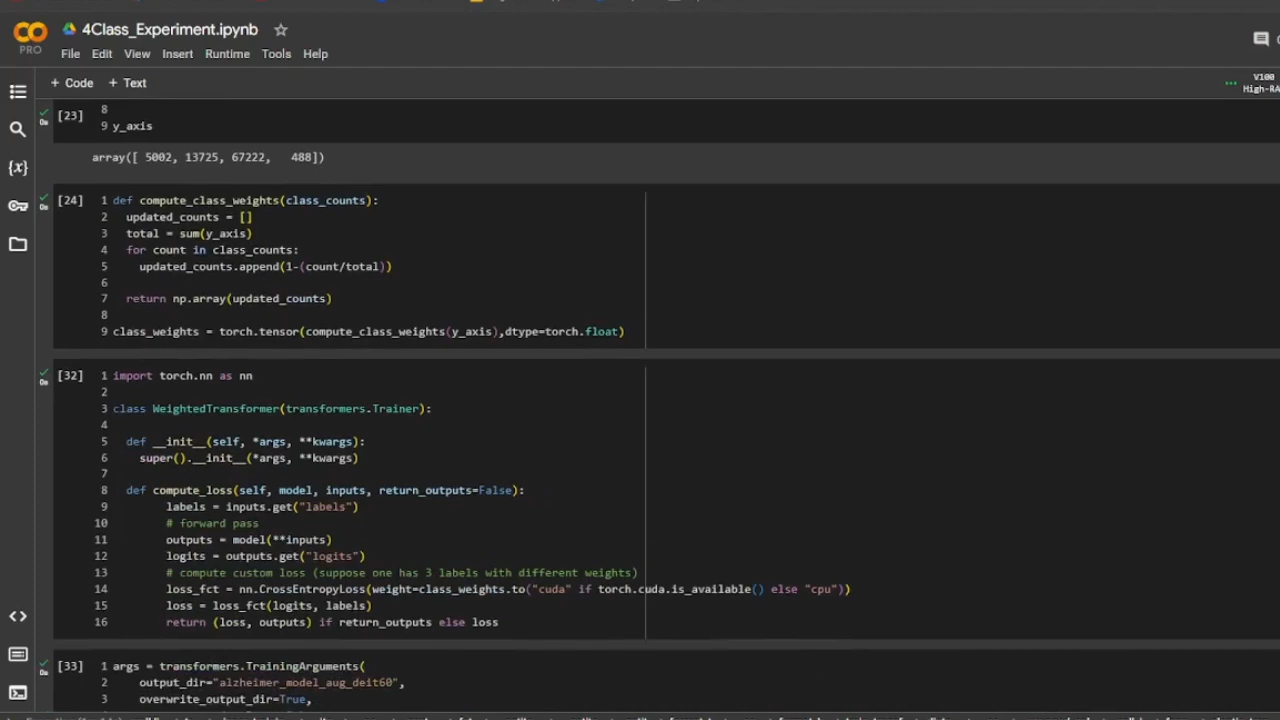 CO
PRO
4Class_Experiment.ipynb
File Edit View Insert Runtime Tools Help
+ Code + Text
V100
High-RA
[23]
8
9 y_axis
array([ 5002, 13725, 67222,   488])
[24]
1 def compute_class_weights(class_counts):
2   updated_counts = []
3   total = sum(y_axis)
4   for count in class_counts:
5     updated_counts.append(1-(count/total))
6
7   return np.array(updated_counts)
8
9 class_weights = torch.tensor(compute_class_weights(y_axis),dtype=torch.float)
[32]
1 import torch.nn as nn
2
3 class WeightedTransformer(transformers.Trainer):
4
5   def __init__(self, *args, **kwargs):
6     super().__init__(*args, **kwargs)
7
8   def compute_loss(self, model, inputs, return_outputs=False):
9         labels = inputs.get("labels")
10         # forward pass
11         outputs = model(**inputs)
12         logits = outputs.get("logits")
13         # compute custom loss (suppose one has 3 labels with different weights)
14         loss_fct = nn.CrossEntropyLoss(weight=class_weights.to("cuda" if torch.cuda.is_available() else "cpu"))
15         loss = loss_fct(logits, labels)
16         return (loss, outputs) if return_outputs else loss
[33]
1 args = transformers.TrainingArguments(
2     output_dir="alzheimer_model_aug_deit60",
3     overwrite_output_dir=True,